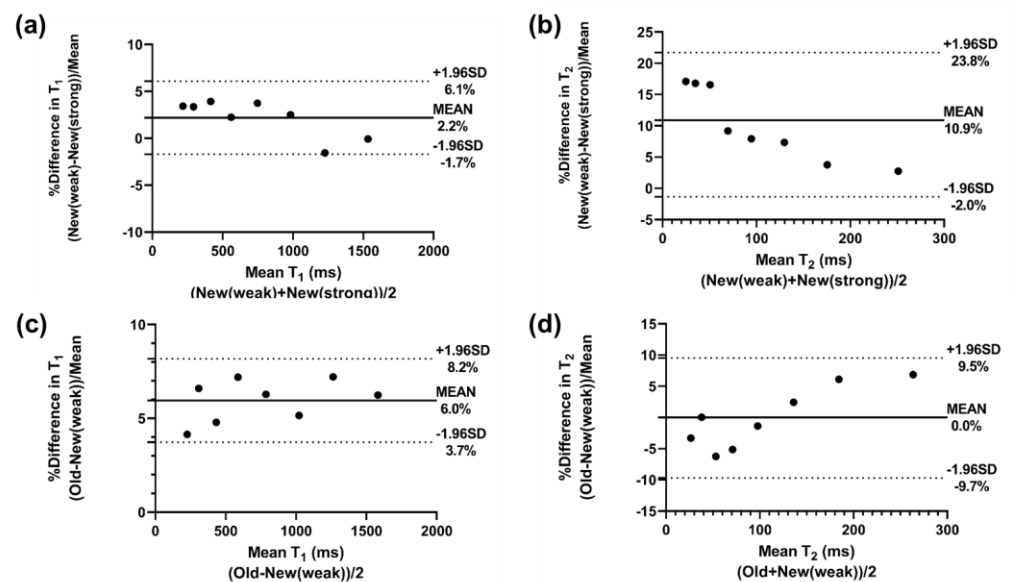 (a)
%Difference in T1
(New(weak)-New(strong))/Mean
10
5
0
-5
-10
+1.96SD
6.1%
MEAN
2.2%
-1.96SD
-1.7%
0
500
1000
1500
2000
Mean T1 (ms)
(New(weak)+New(strong))/2
(b)
%Difference in T2
(New(weak)-New(strong)/Mean
25
20
15
10
5
0
-5
+1.96SD
23.8%
MEAN
10.9%
-1.96SD
-2.0%
0
100
200
300
Mean T2 (ms)
(New(weak)+New(strong))/2
(c)
%Difference in T1
(Old-New(weak))/Mean
10
5
0
+1.96SD
8.2%
MEAN
6.0%
-1.96SD
3.7%
0
500
1000
1500
2000
Mean T1 (ms)
(Old-New(weak))/2
(d)
%Difference in T2
(Old-New(weak))/Mean
15
10
5
0
-5
-10
-15
+1.96SD
9.5%
MEAN
0.0%
-1.96SD
-9.7%
0
100
200
300
Mean T2 (ms)
(Old+New(weak))/2